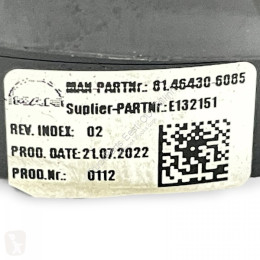 MAN
MAN PARTNr.: 81.46430 6085
Suplier-PARTNr.: E132151
REV. INDEX: 02
PROD. DATE: 21.07.2022
PROD.Nr.: 0112